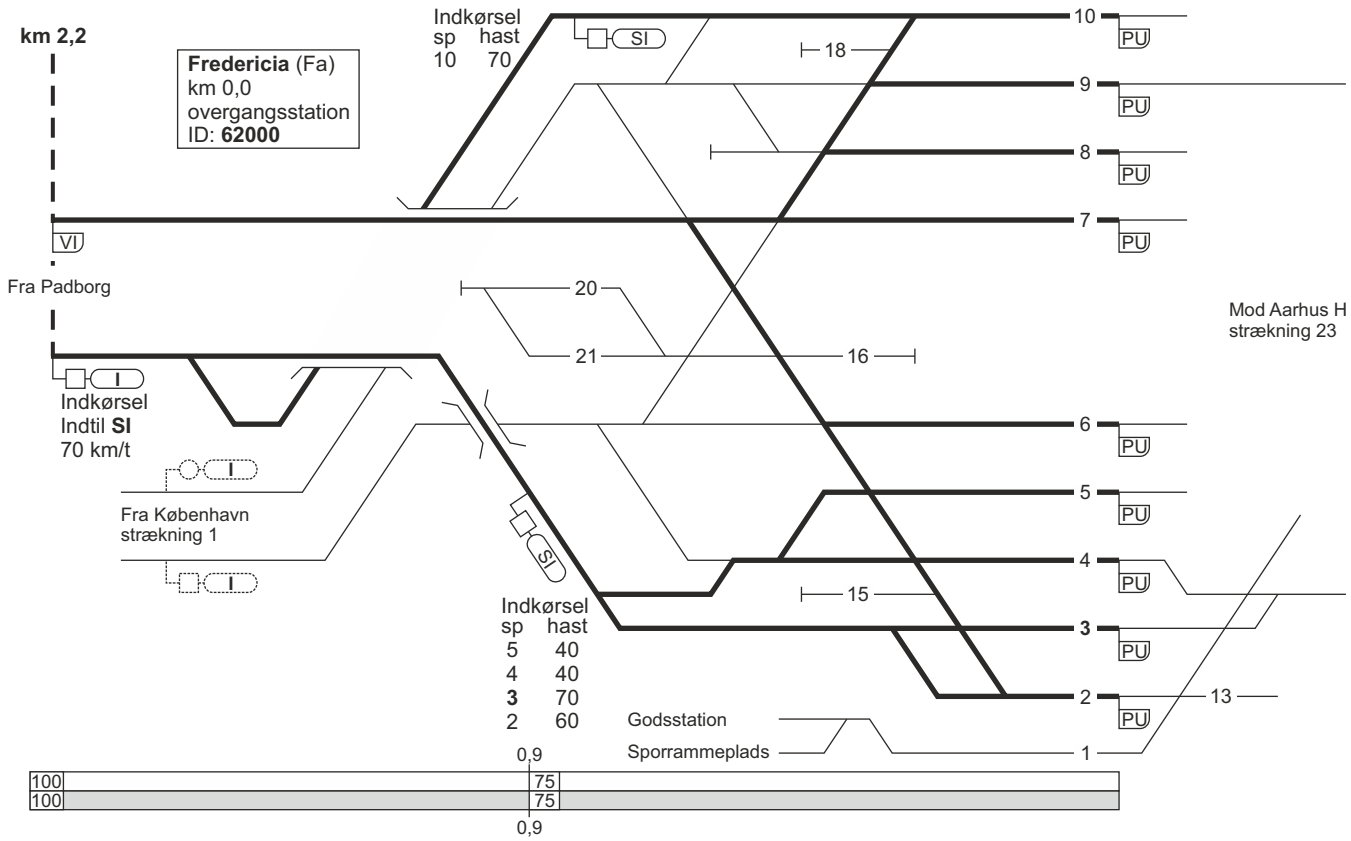 km 2,2
Fredericia (Fa)
km 0,0
overgangsstation
ID: 62000
Indkørsel
sp hast
10 70
SI
18
10
PU
9
PU
8
PU
7
PU
VI
Fra Padborg
20
21
16
Mod Aarhus H
strækning 23
I
Indkørsel
Indtil SI
70 km/t
I
Fra København
strækning 1
I
SI
6
PU
5
PU
4
PU
15
3
PU
2
PU
13
Indkørsel
sp hast
5 40
4 40
3 70
2 60
Godsstation
Sporrammeplads
1
0,9
100 75
100 75
0,9